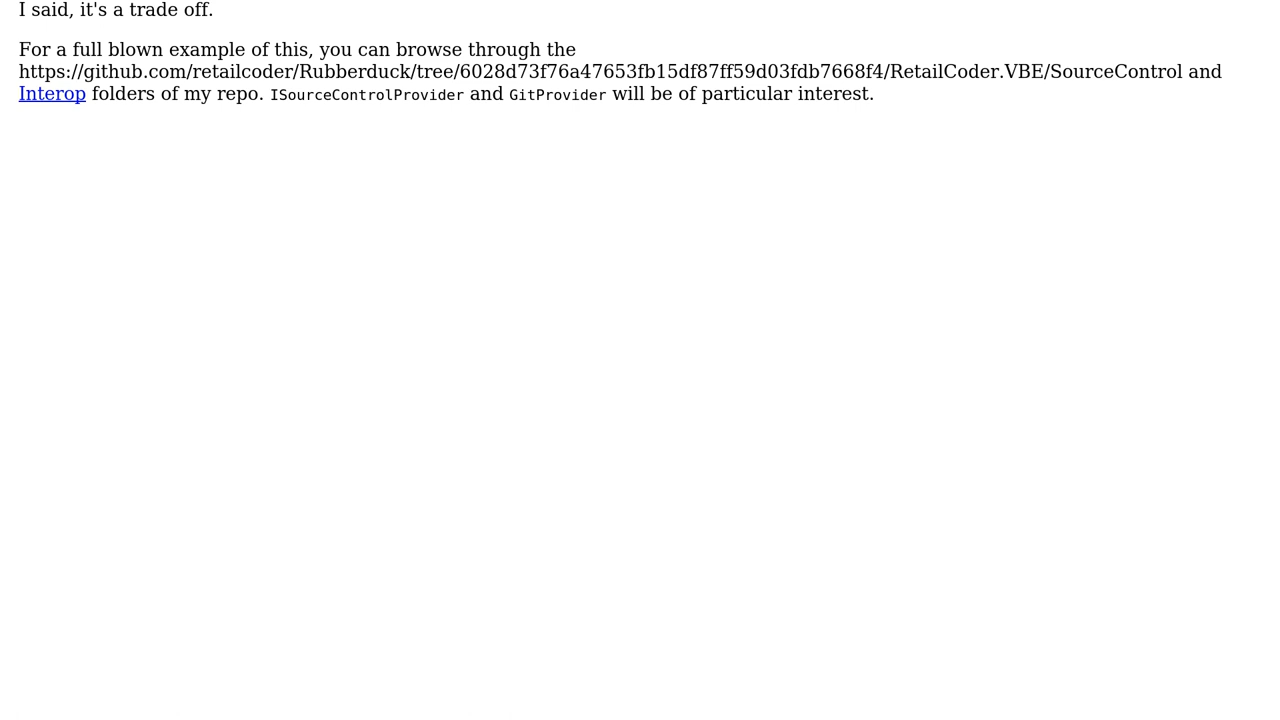 I said, it's a trade off.
For a full blown example of this, you can browse through the
https://github.com/retailcoder/Rubberduck/tree/6028d73f76a47653fb15df87ff59d03fdb7668f4/RetailCoder.VBE/SourceControl and
Interop folders of my repo. ISourceControlProvider and GitProvider will be of particular interest.